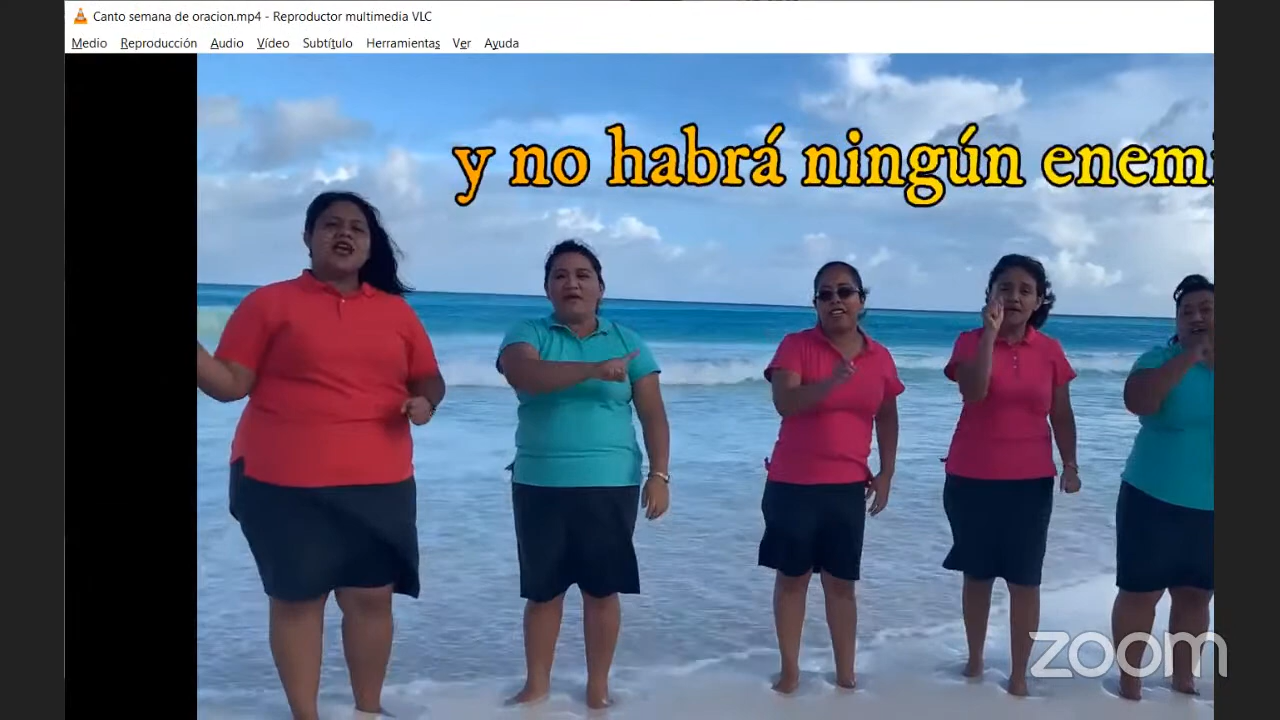 Canto semana de oracion.mp4 - Reproductor multimedia VLC
Medio Reproducción Audio Vídeo Subtítulo Herramientas Ver Ayuda
y no habrá ningún enemi
zoom